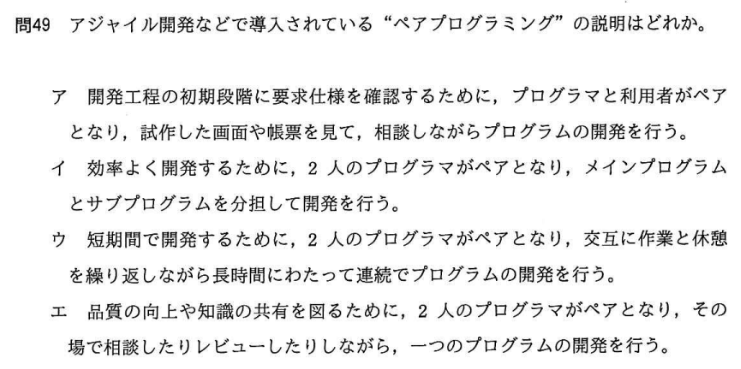 問49 アジャイル開発などで導入されている“ペアプログラミング”の説明はどれか。
ア 開発工程の初期段階に要求仕様を確認するために，プログラマと利用者がペア
となり，試作した画面や帳票を見て，相談しながらプログラムの開発を行う。
イ 効率よく開発するために，2 人のプログラマがペアとなり，メインプログラム
とサブプログラムを分担して開発を行う。
ウ 短期間で開発するために，2 人のプログラマがペアとなり，交互に作業と休憩
を繰り返しながら長時間にわたって連続でプログラムの開発を行う。
エ 品質の向上や知識の共有を図るために，2 人のプログラマがペアとなり，その
場で相談したりレビューしたりしながら，一つのプログラムの開発を行う。